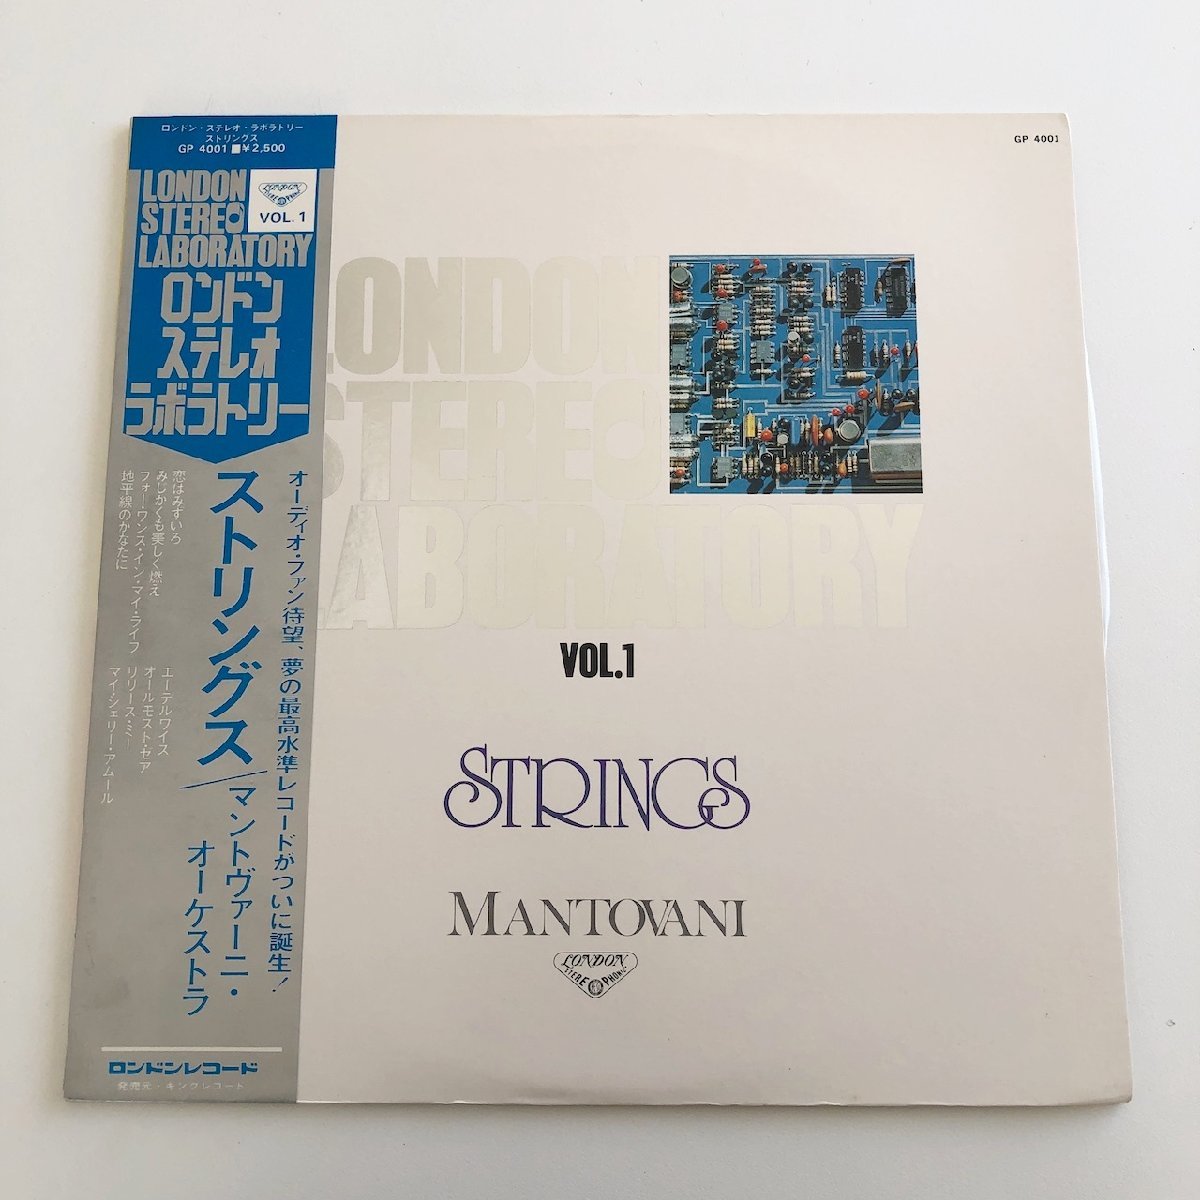 ロンドン・ステレオ・ラボラトリー
ストリングス
GP 4001 ■¥2,500
LONDON
STEREO
LABORATORY
LONDON
STEREOPHONIC
VOL. 1
ロンドン
ステレオ
ラボラトリー
オーディオ・ファン待望、夢の最高水準レコードがついに誕生!
ストリングス/マントヴァーニ・
オーケストラ
恋はみずいろ
みじかくも美しく燃え
フォー・ワンス・イン・マイ・ライフ
地平線のかなたに
エーデルワイス
オールモスト・ゼア
リリース・ミー
マイ・シェリー・アムール
ロンドンレコード
発売元・キングレコード
GP 4001
LONDON
STEREO
LABORATORY
VOL.1
STRINGS
MANTOVANI
LONDON
STEREOPHONIC